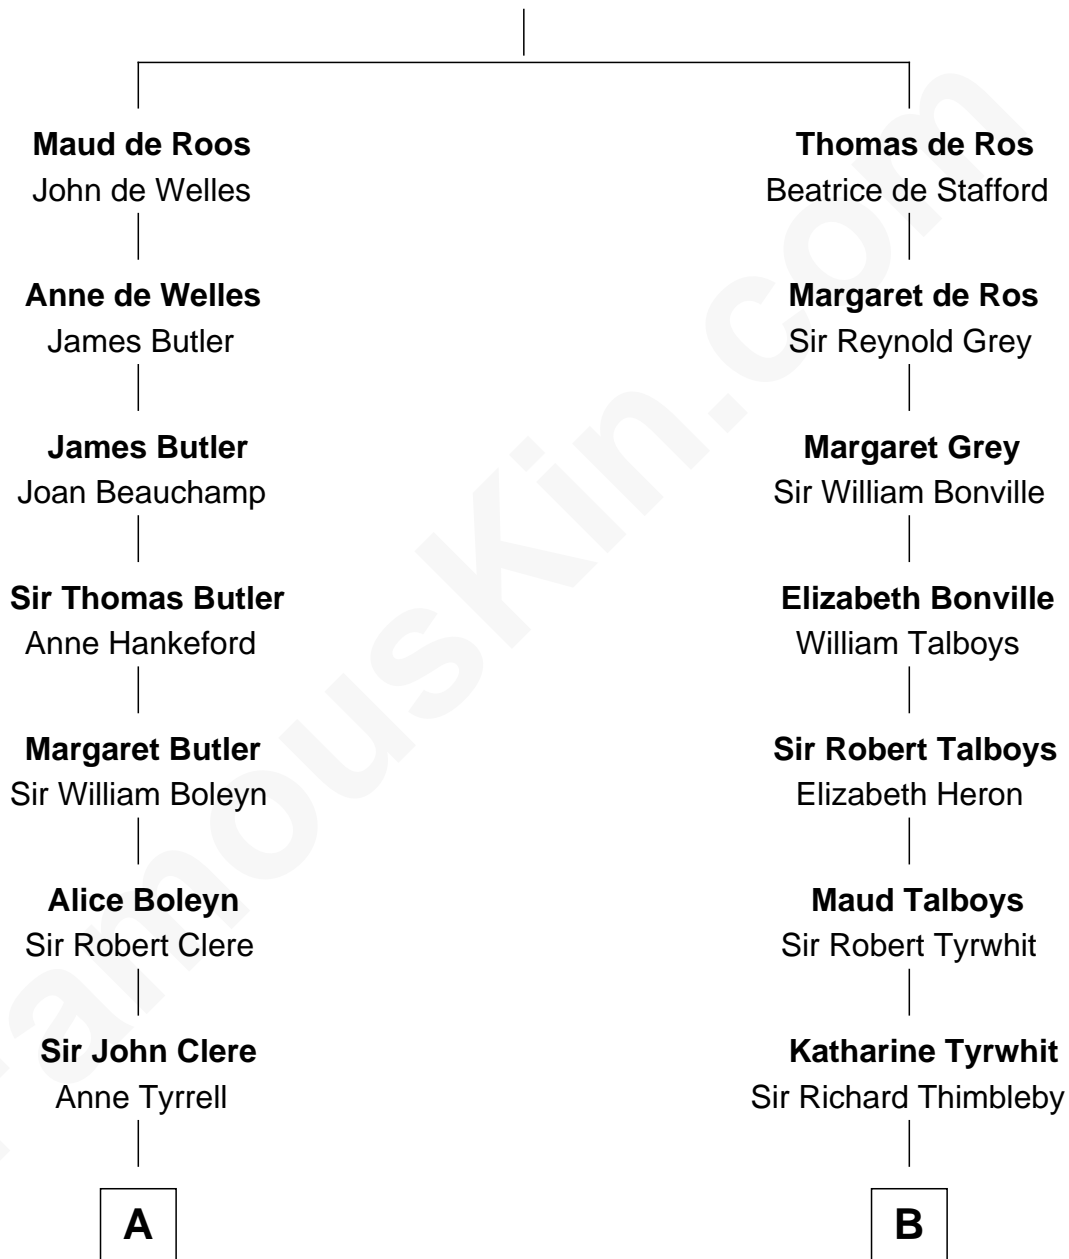 Maud de Roos
John de Welles
Thomas de Ros
Beatrice de Stafford
Anne de Welles
James Butler
Margaret de Ros
Sir Reynold Grey
James Butler
Joan Beauchamp
Margaret Grey
Sir William Bonville
Sir Thomas Butler
Anne Hankeford
Elizabeth Bonville
William Talboys
Margaret Butler
Sir William Boleyn
Sir Robert Talboys
Elizabeth Heron
Alice Boleyn
Sir Robert Clere
Maud Talboys
Sir Robert Tyrwhit
Sir John Clere
Anne Tyrrell
Katharine Tyrwhit
Sir Richard Thimbleby
A
B
FamousKin.com